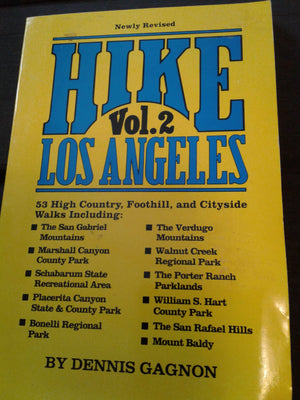 Newly Revised
HIKE
Vol.2
LOS ANGELES
53 High Country, Foothill, and Cityside
Walks Including:
■ The San Gabriel
Mountains
■ Marshall Canyon
County Park
■ Schabarum State
Recreational Area
■ Placerita Canyon
State & County Park
■ Bonelli Regional
Park
■ The Verdugo
Mountains
■ Walnut Creek
Regional Park
■ The Porter Ranch
Parklands
■ William S. Hart
County Park
■ The San Rafael Hills
■ Mount Baldy
BY DENNIS GAGNON